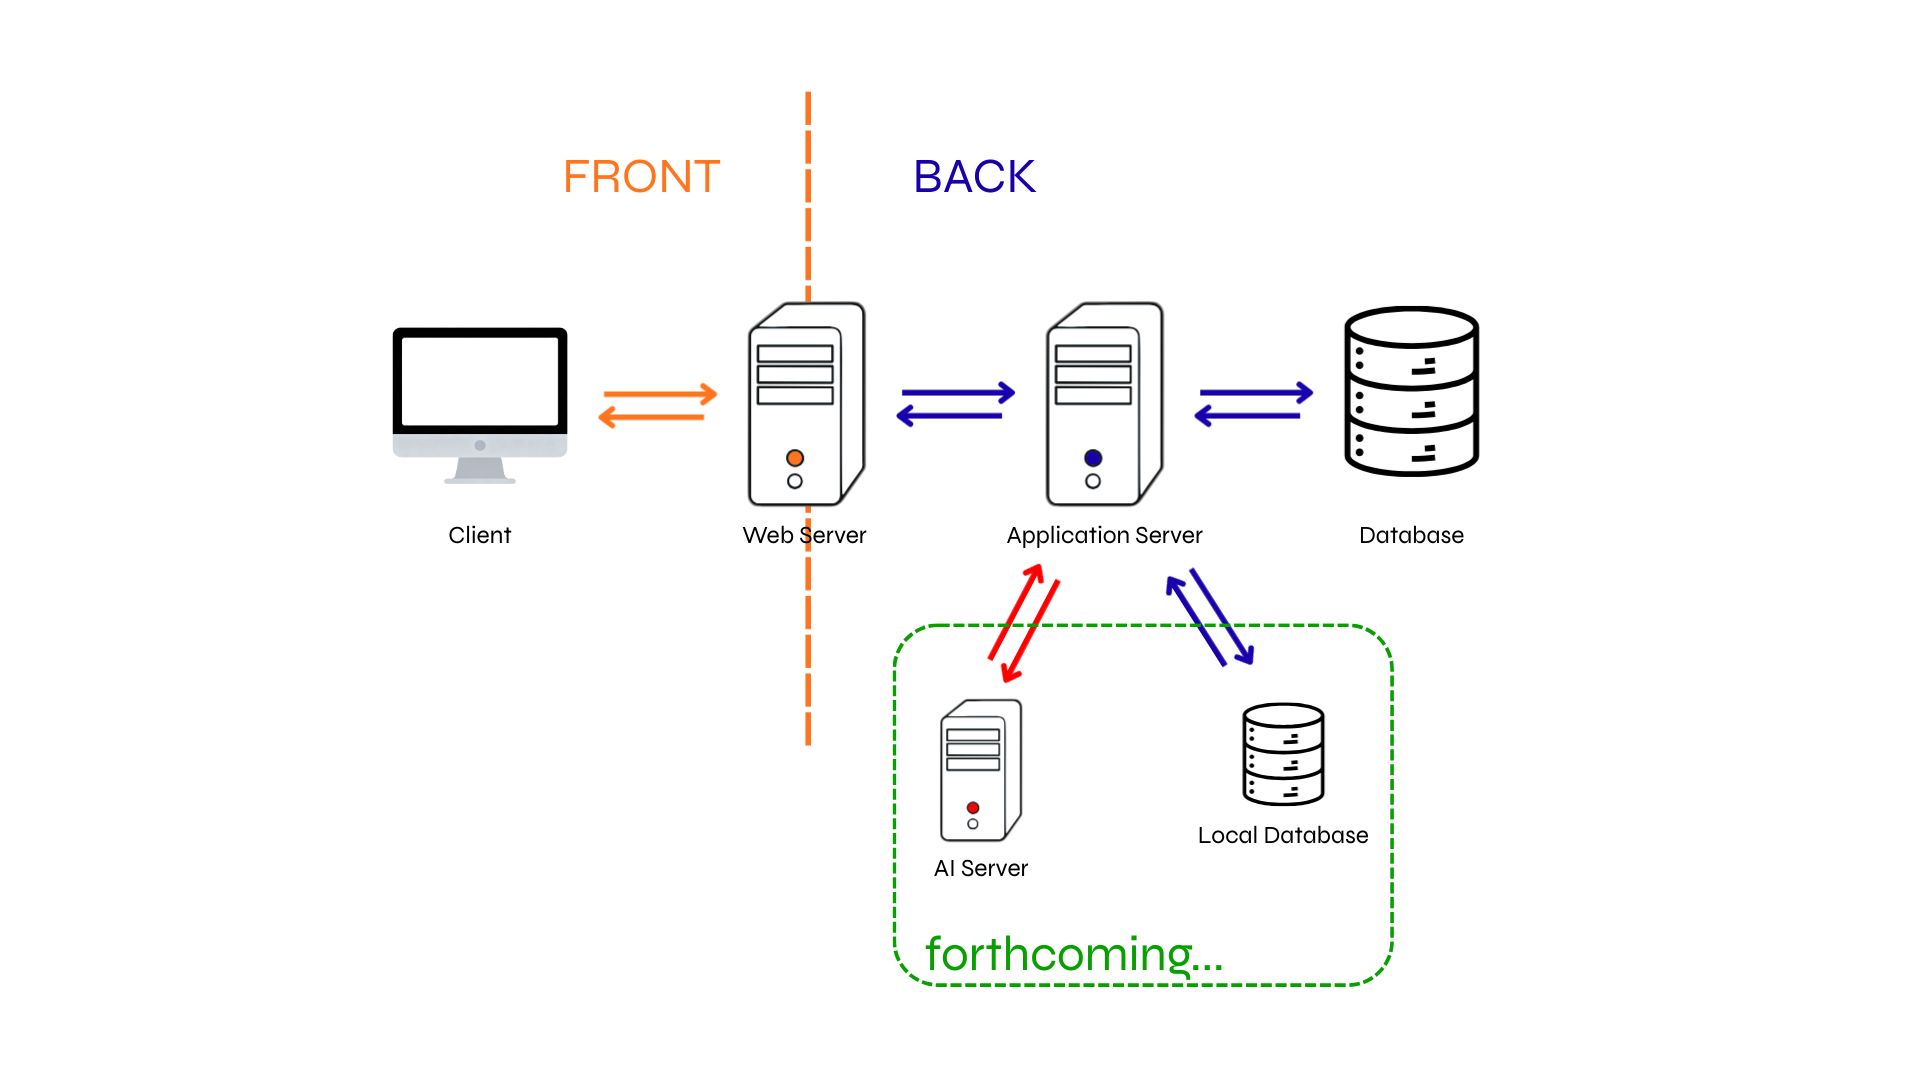 FRONT
BACK
Client
Web Server
Application Server
Database
AI Server
Local Database
forthcoming...